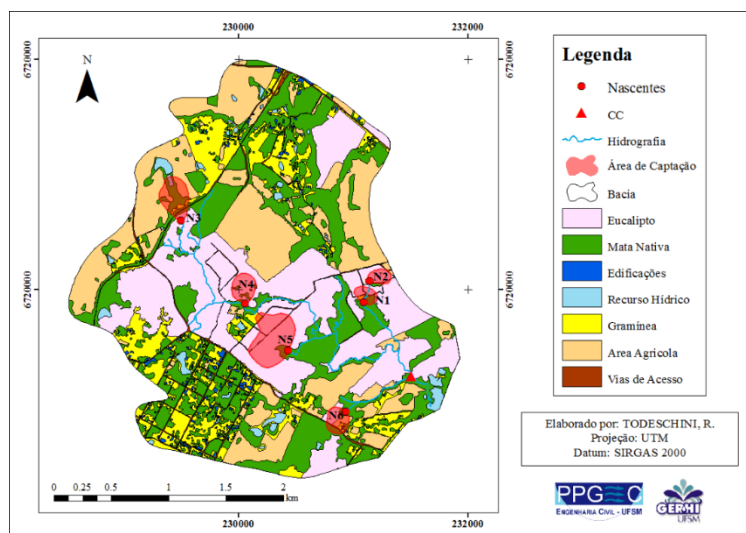 230000
232000
6720000
6720000
N
N3
N2
N4
N1
N5
N6
6720000
6720000
0 0.25 0.5 1 1.5 2
km
230000
232000
Legenda
Nascentes
CC
Hidrografia
Área de Captação
Bacia
Eucalipto
Mata Nativa
Edificações
Recurso Hídrico
Gramínea
Area Agrícola
Vias de Acesso
Elaborado por: TODESCHINI, R.
Projeção: UTM
Datum: SIRGAS 2000
PPGEC
ENGENHARIA CIVIL - UFSM
GERHI
UFSM